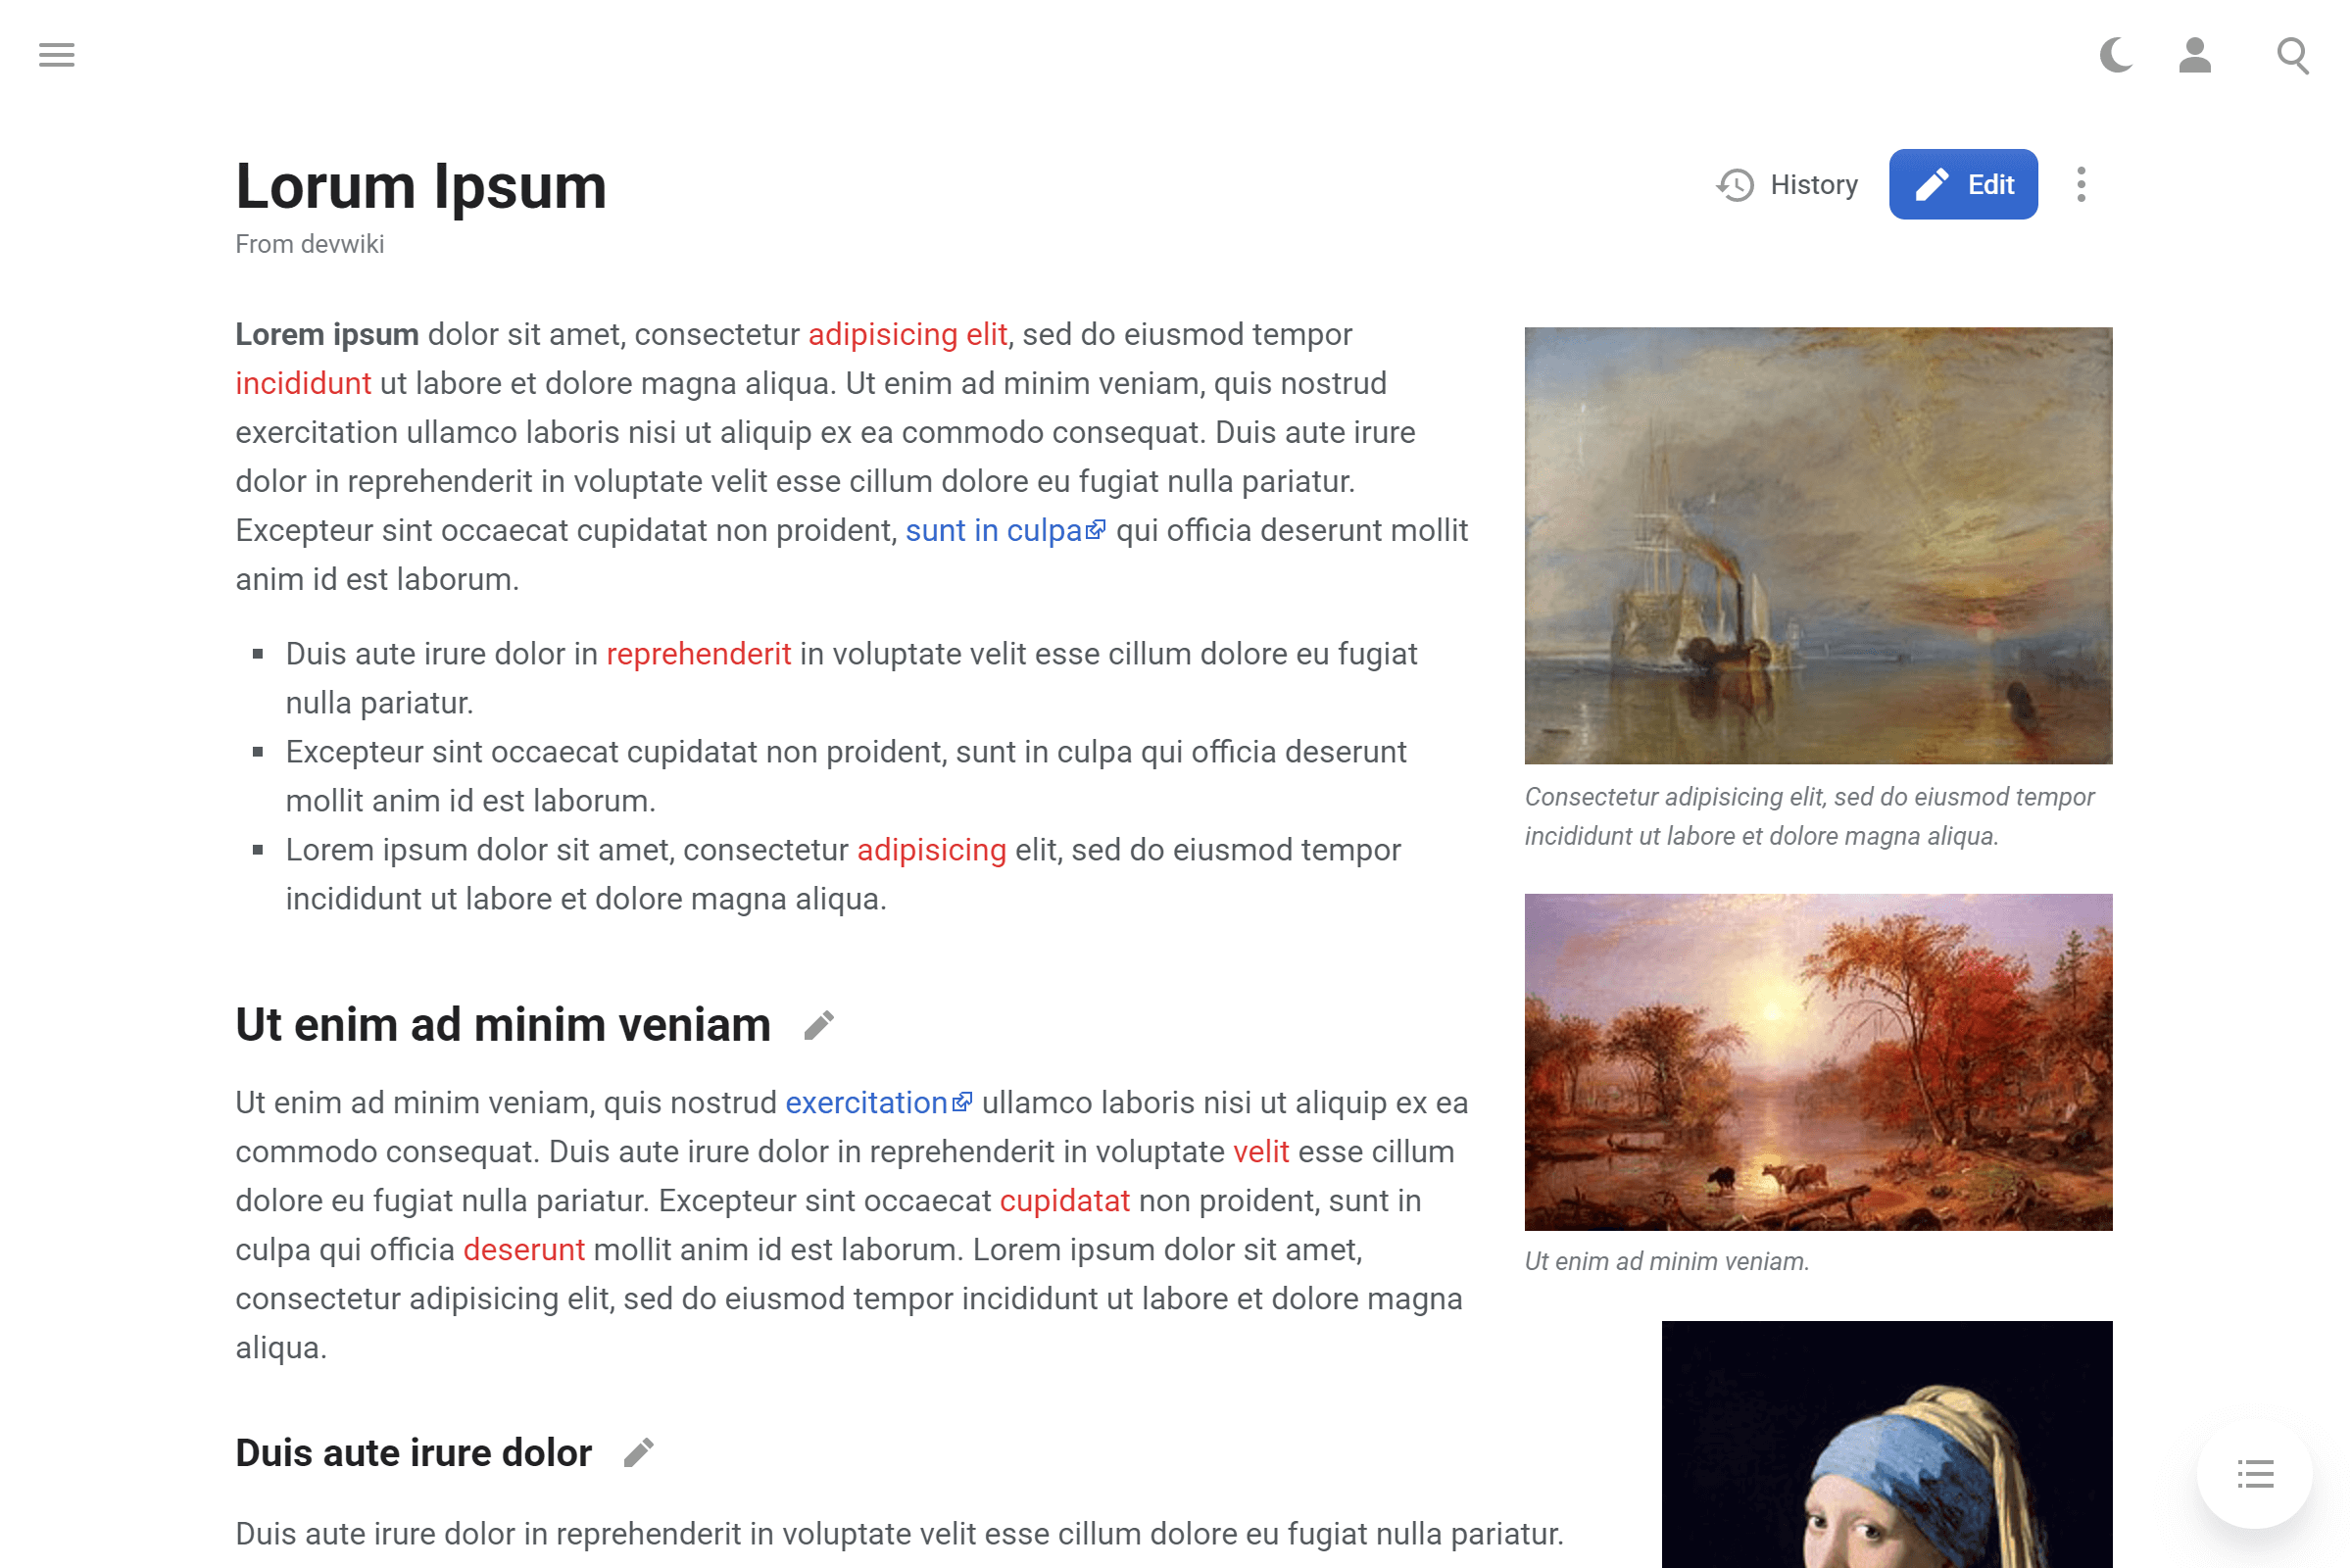 Lorum Ipsum
History
Edit
From devwiki
Lorem ipsum dolor sit amet, consectetur adipisicing elit, sed do eiusmod tempor
incididunt ut labore et dolore magna aliqua. Ut enim ad minim veniam, quis nostrud
exercitation ullamco laboris nisi ut aliquip ex ea commodo consequat. Duis aute irure
dolor in reprehenderit in voluptate velit esse cillum dolore eu fugiat nulla pariatur.
Excepteur sint occaecat cupidatat non proident, sunt in culpa qui officia deserunt mollit
anim id est laborum.
Duis aute irure dolor in reprehenderit in voluptate velit esse cillum dolore eu fugiat
nulla pariatur.
Excepteur sint occaecat cupidatat non proident, sunt in culpa qui officia deserunt
mollit anim id est laborum.
Lorem ipsum dolor sit amet, consectetur adipisicing elit, sed do eiusmod tempor
incididunt ut labore et dolore magna aliqua.
Consectetur adipisicing elit, sed do eiusmod tempor
incididunt ut labore et dolore magna aliqua.
Ut enim ad minim veniam
Ut enim ad minim veniam, quis nostrud exercitation ullamco laboris nisi ut aliquip ex ea
commodo consequat. Duis aute irure dolor in reprehenderit in voluptate velit esse cillum
dolore eu fugiat nulla pariatur. Excepteur sint occaecat cupidatat non proident, sunt in
culpa qui officia deserunt mollit anim id est laborum. Lorem ipsum dolor sit amet,
consectetur adipisicing elit, sed do eiusmod tempor incididunt ut labore et dolore magna
aliqua.
Ut enim ad minim veniam.
Duis aute irure dolor
Duis aute irure dolor in reprehenderit in voluptate velit esse cillum dolore eu fugiat nulla pariatur.